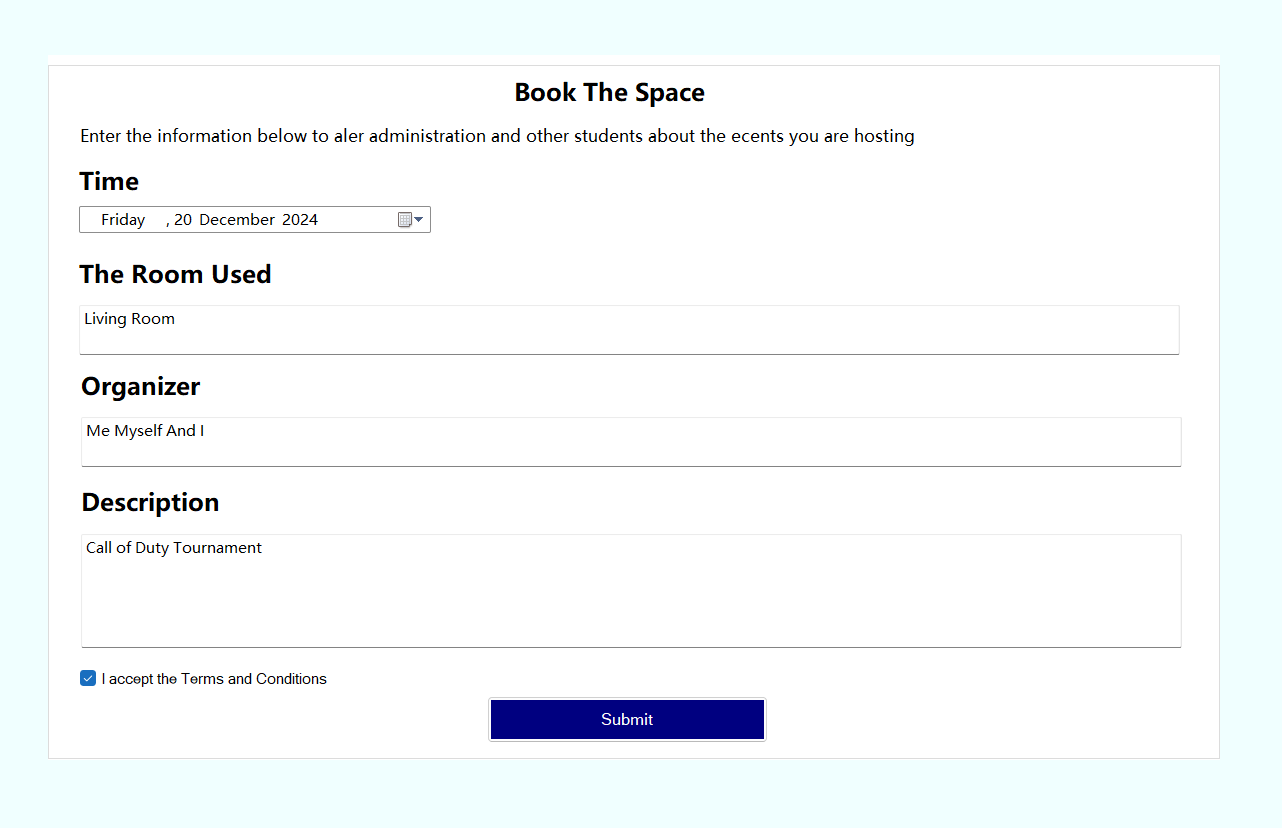 Book The Space
Enter the information below to aler administration and other students about the ecents you are hosting
Time
Friday , 20 December 2024
The Room Used
Living Room
Organizer
Me Myself And I
Description
Call of Duty Tournament
I accept the Terms and Conditions
Submit